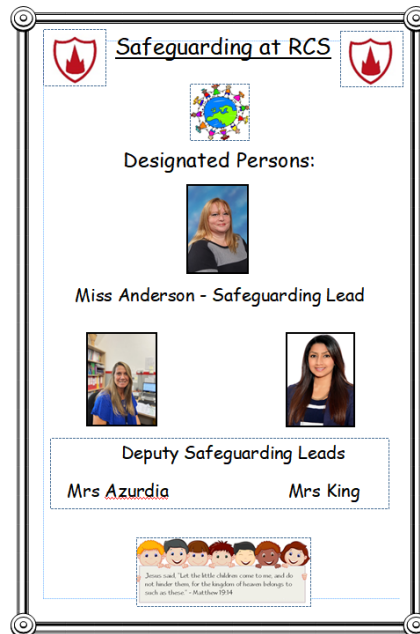 Safeguarding at RCS
Designated Persons:
Miss Anderson - Safeguarding Lead
Deputy Safeguarding Leads
Mrs Azurdia Mrs King
Jesus said, "Let the little children come to me, and do
not hinder them, for the kingdom of heaven belongs to
such as these." - Matthew 19:14